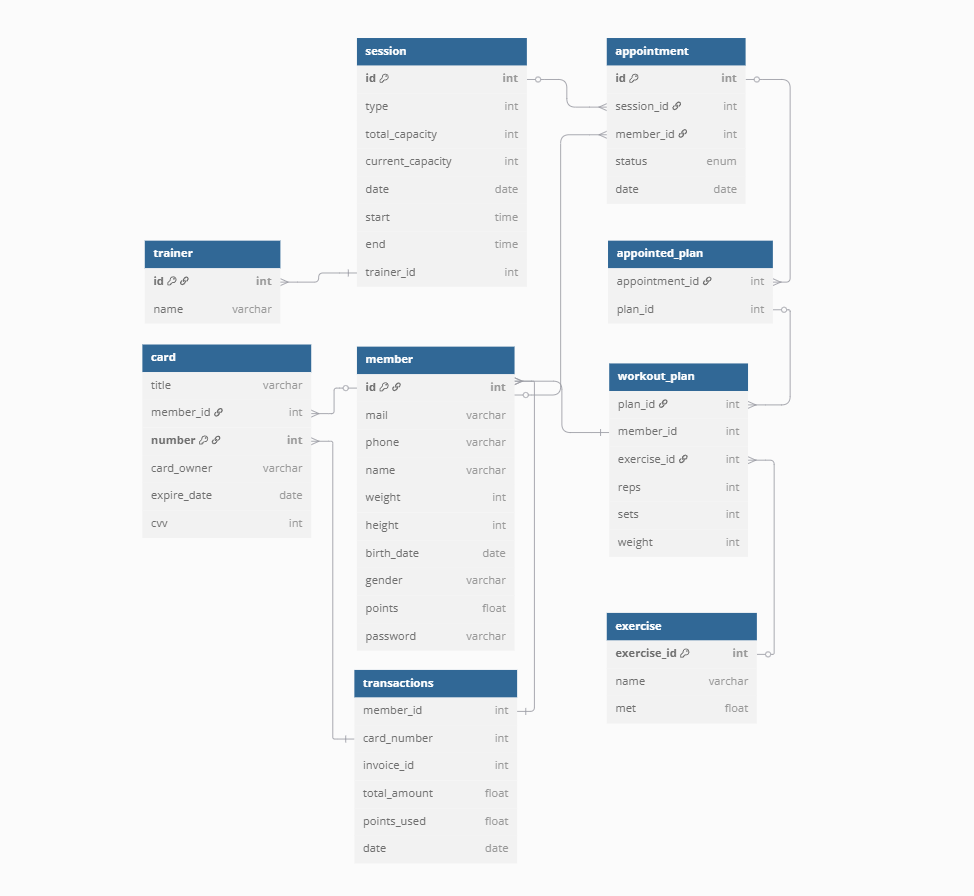 session
id int
type int
total_capacity int
current_capacity int
date date
start time
end time
trainer_id int
appointment
id int
session_id int
member_id int
status enum
date date
trainer
id int
name varchar
appointed_plan
appointment_id int
plan_id int
card
title varchar
member_id int
number int
card_owner varchar
expire_date date
cvv int
member
id int
mail varchar
phone varchar
name varchar
weight int
height int
birth_date date
gender varchar
points float
password varchar
workout_plan
plan_id int
member_id int
exercise_id int
reps int
sets int
weight int
exercise
exercise_id int
name varchar
met float
transactions
member_id int
card_number int
invoice_id int
total_amount float
points_used float
date date